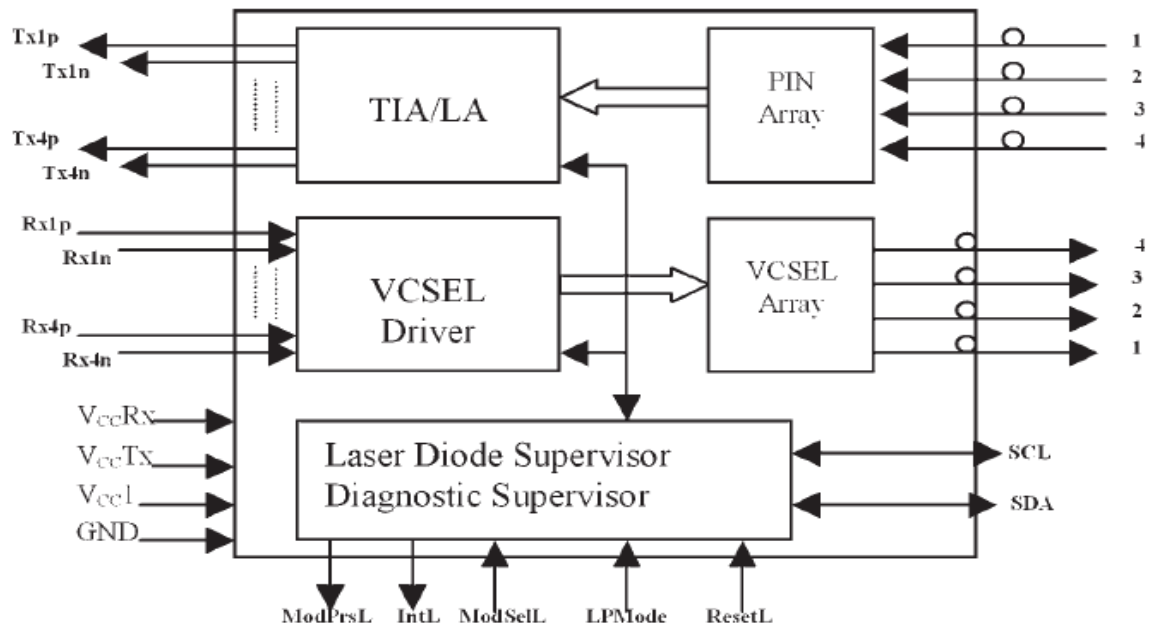 Tx1p
Tx1n
Tx4p
Tx4n
TIA/LA
PIN
Array
1
2
3
4
Rx1p
Rx1n
Rx4p
Rx4n
VCSEL
Driver
VCSEL
Array
4
3
2
1
VCCRx
VCCTx
VCC1
GND
Laser Diode Supervisor
Diagnostic Supervisor
SCL
SDA
ModPrsL IntL ModSelL LPMode ResetL